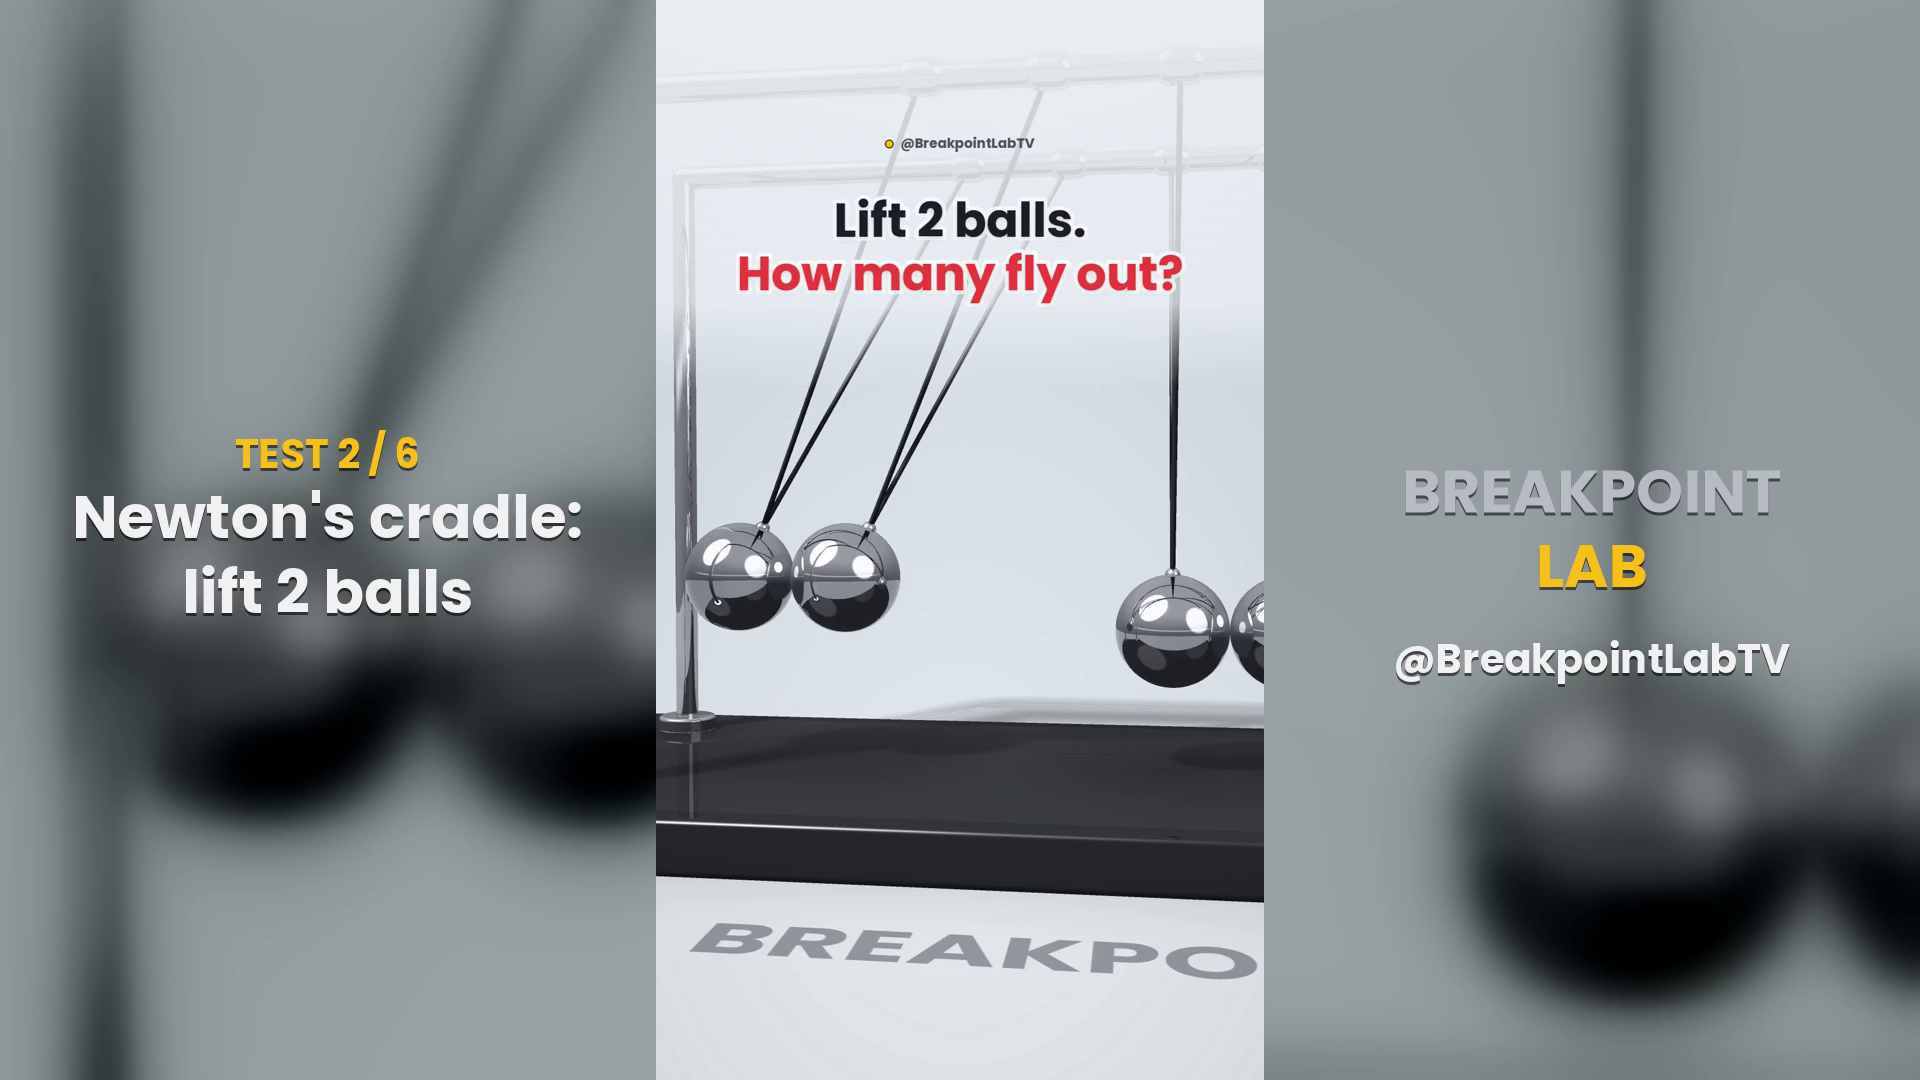 TEST 2 / 6
Newton's cradle:
lift 2 balls
@BreakpointLabTV
Lift 2 balls.
How many fly out?
BREAKPO
BREAKPOINT
LAB
@BreakpointLabTV